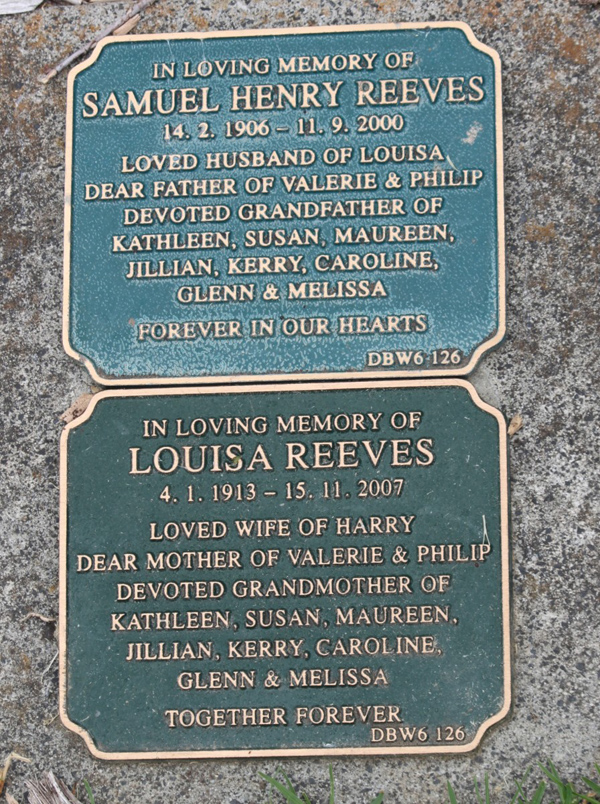 IN LOVING MEMORY OF
SAMUEL HENRY REEVES
14. 2. 1906 – 11. 9. 2000
LOVED HUSBAND OF LOUISA
DEAR FATHER OF VALERIE & PHILIP
DEVOTED GRANDFATHER OF
KATHLEEN, SUSAN, MAUREEN,
JILLIAN, KERRY, CAROLINE,
GLENN & MELISSA
FOREVER IN OUR HEARTS
DBW6 126
IN LOVING MEMORY OF
LOUISA REEVES
4. 1. 1913 – 15. 11. 2007
LOVED WIFE OF HARRY
DEAR MOTHER OF VALERIE & PHILIP
DEVOTED GRANDMOTHER OF
KATHLEEN, SUSAN, MAUREEN,
JILLIAN, KERRY, CAROLINE,
GLENN & MELISSA
TOGETHER FOREVER
DBW6 126